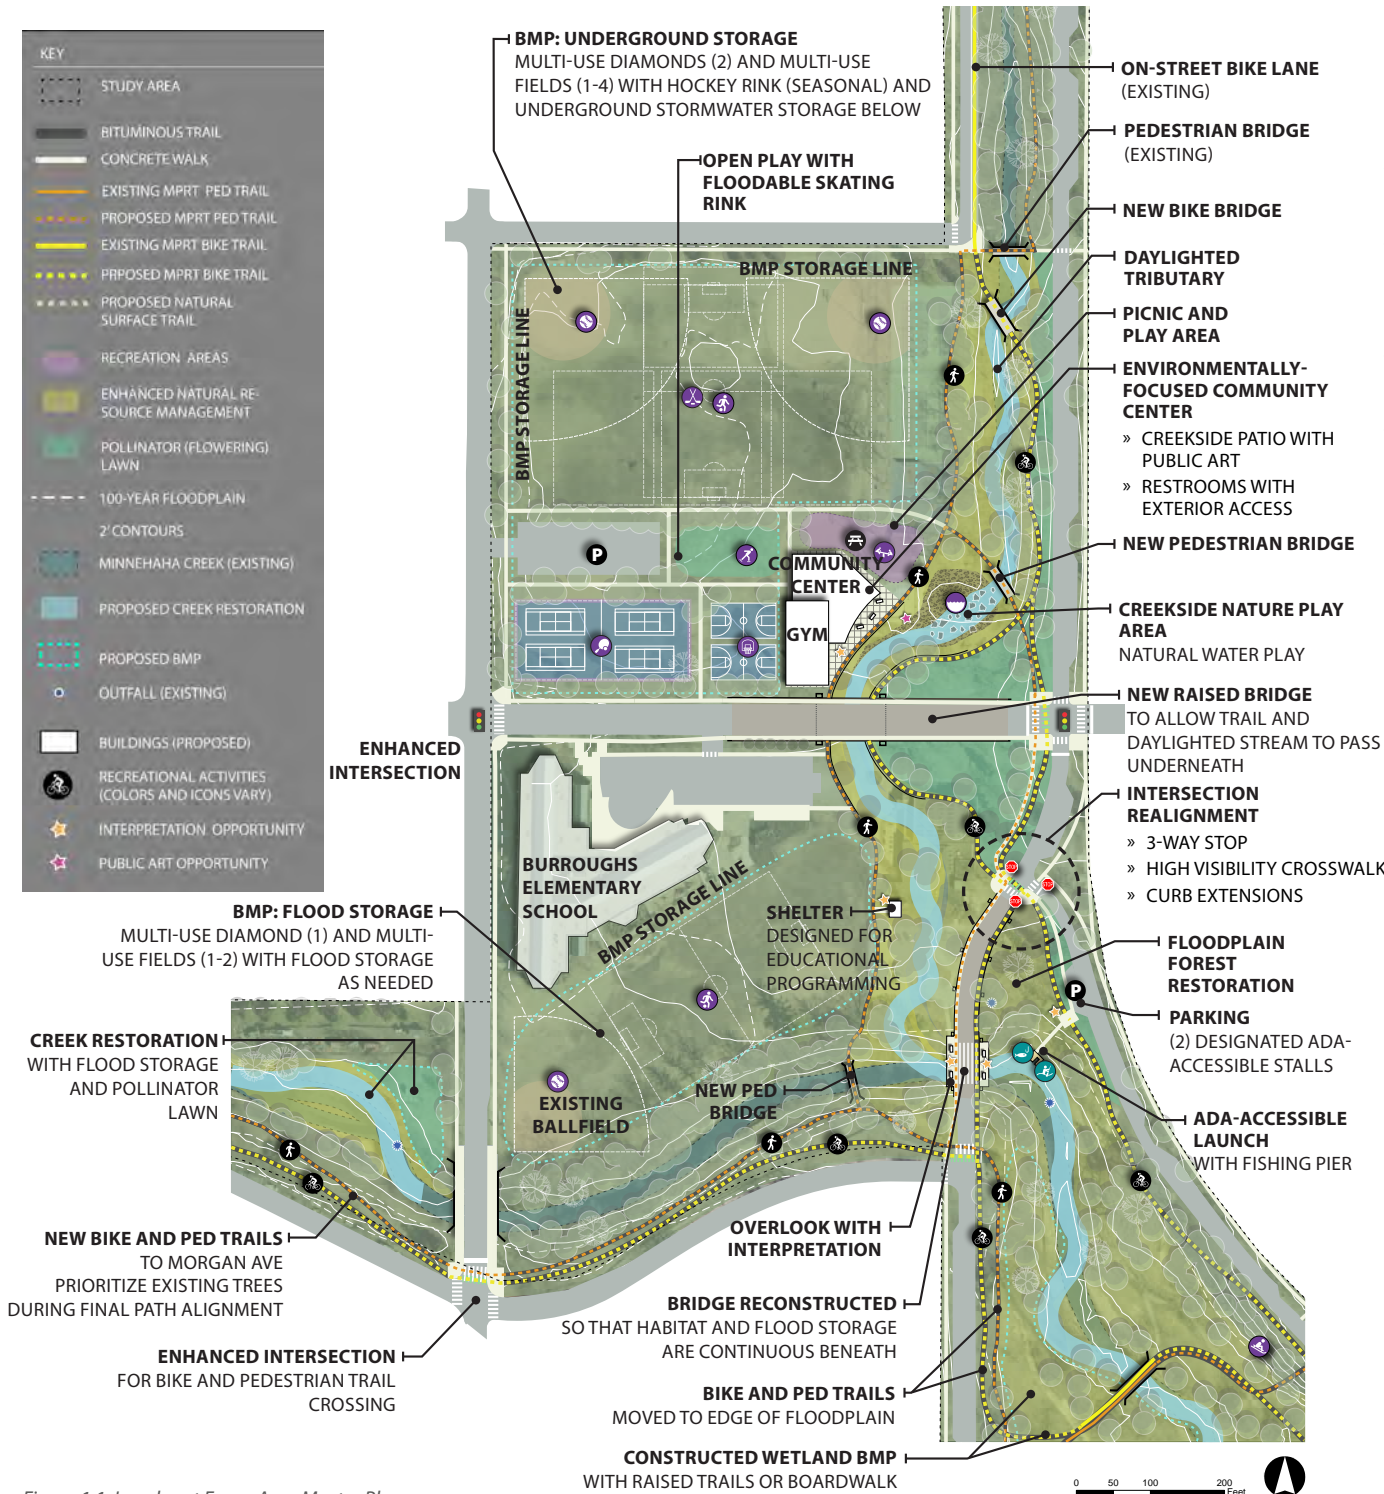 KEY
STUDY AREA
BITUMINOUS TRAIL
CONCRETE WALK
EXISTING MPRT PED TRAIL
PROPOSED MPRT PED TRAIL
EXISTING MPRT BIKE TRAIL
PRPOSED MPRT BIKE TRAIL
PROPOSED NATURAL
SURFACE TRAIL
RECREATION AREAS
ENHANCED NATURAL RE-
SOURCE MANAGEMENT
POLLINATOR (FLOWERING)
LAWN
100-YEAR FLOODPLAIN
2' CONTOURS
MINNEHAHA CREEK (EXISTING)
PROPOSED CREEK RESTORATION
PROPOSED BMP
OUTFALL (EXISTING)
BUILDINGS (PROPOSED)
RECREATIONAL ACTIVITIES
(COLORS AND ICONS VARY)
INTERPRETATION OPPORTUNITY
PUBLIC ART OPPORTUNITY
BMP: UNDERGROUND STORAGE
MULTI-USE DIAMONDS (2) AND MULTI-USE
FIELDS (1-4) WITH HOCKEY RINK (SEASONAL) AND
UNDERGROUND STORMWATER STORAGE BELOW
OPEN PLAY WITH
FLOODABLE SKATING
RINK
ON-STREET BIKE LANE
(EXISTING)
PEDESTRIAN BRIDGE
(EXISTING)
NEW BIKE BRIDGE
DAYLIGHTED
TRIBUTARY
PICNIC AND
PLAY AREA
ENVIRONMENTALLY-
FOCUSED COMMUNITY
CENTER
» CREEKSIDE PATIO WITH
PUBLIC ART
» RESTROOMS WITH
EXTERIOR ACCESS
NEW PEDESTRIAN BRIDGE
CREEKSIDE NATURE PLAY
AREA
NATURAL WATER PLAY
NEW RAISED BRIDGE
TO ALLOW TRAIL AND
DAYLIGHTED STREAM TO PASS
UNDERNEATH
INTERSECTION
REALIGNMENT
» 3-WAY STOP
» HIGH VISIBILITY CROSSWALK
» CURB EXTENSIONS
FLOODPLAIN
FOREST
RESTORATION
PARKING
(2) DESIGNATED ADA-
ACCESSIBLE STALLS
ADA-ACCESSIBLE
LAUNCH
WITH FISHING PIER
BMP STORAGE LINE
BMP STORAGE LINE
P
COMMUNITY
CENTER
GYM
ENHANCED
INTERSECTION
BURROUGHS
ELEMENTARY
SCHOOL
BMP STORAGE LINE
SHELTER
DESIGNED FOR
EDUCATIONAL
PROGRAMMING
STOP
STOP
STOP
P
BMP: FLOOD STORAGE
MULTI-USE DIAMOND (1) AND MULTI-
USE FIELDS (1-2) WITH FLOOD STORAGE
AS NEEDED
CREEK RESTORATION
WITH FLOOD STORAGE
AND POLLINATOR
LAWN
EXISTING
BALLFIELD
NEW PED
BRIDGE
NEW BIKE AND PED TRAILS
TO MORGAN AVE
PRIORITIZE EXISTING TREES
DURING FINAL PATH ALIGNMENT
OVERLOOK WITH
INTERPRETATION
BRIDGE RECONSTRUCTED
SO THAT HABITAT AND FLOOD STORAGE
ARE CONTINUOUS BENEATH
ENHANCED INTERSECTION
FOR BIKE AND PEDESTRIAN TRAIL
CROSSING
BIKE AND PED TRAILS
MOVED TO EDGE OF FLOODPLAIN
CONSTRUCTED WETLAND BMP
WITH RAISED TRAILS OR BOARDWALK
0 50 100 200
Feet